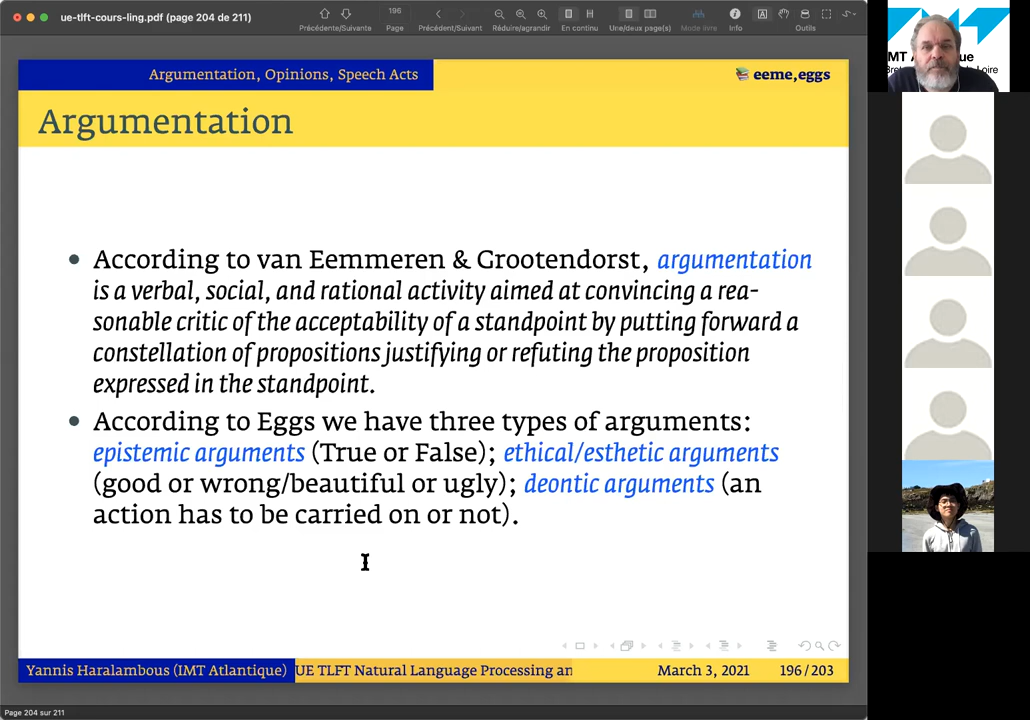 ue-tlft-cours-ling.pdf (page 204 de 211)
196
Précédente/Suivante
Page
Précédent/Suivant
Réduire/agrandir
En continu
Une/deux page(s)
Mode livre
Info
Outils
Argumentation, Opinions, Speech Acts
eeme,eggs
Argumentation
• According to van Eemmeren & Grootendorst, argumentation
is a verbal, social, and rational activity aimed at convincing a rea-
sonable critic of the acceptability of a standpoint by putting forward a
constellation of propositions justifying or refuting the proposition
expressed in the standpoint.
• According to Eggs we have three types of arguments:
epistemic arguments (True or False); ethical/esthetic arguments
(good or wrong/beautiful or ugly); deontic arguments (an
action has to be carried on or not).
Yannis Haralambous (IMT Atlantique)
UE TLFT Natural Language Processing an
March 3, 2021
196/203
Page 204 sur 211
IMT A
que
Loire